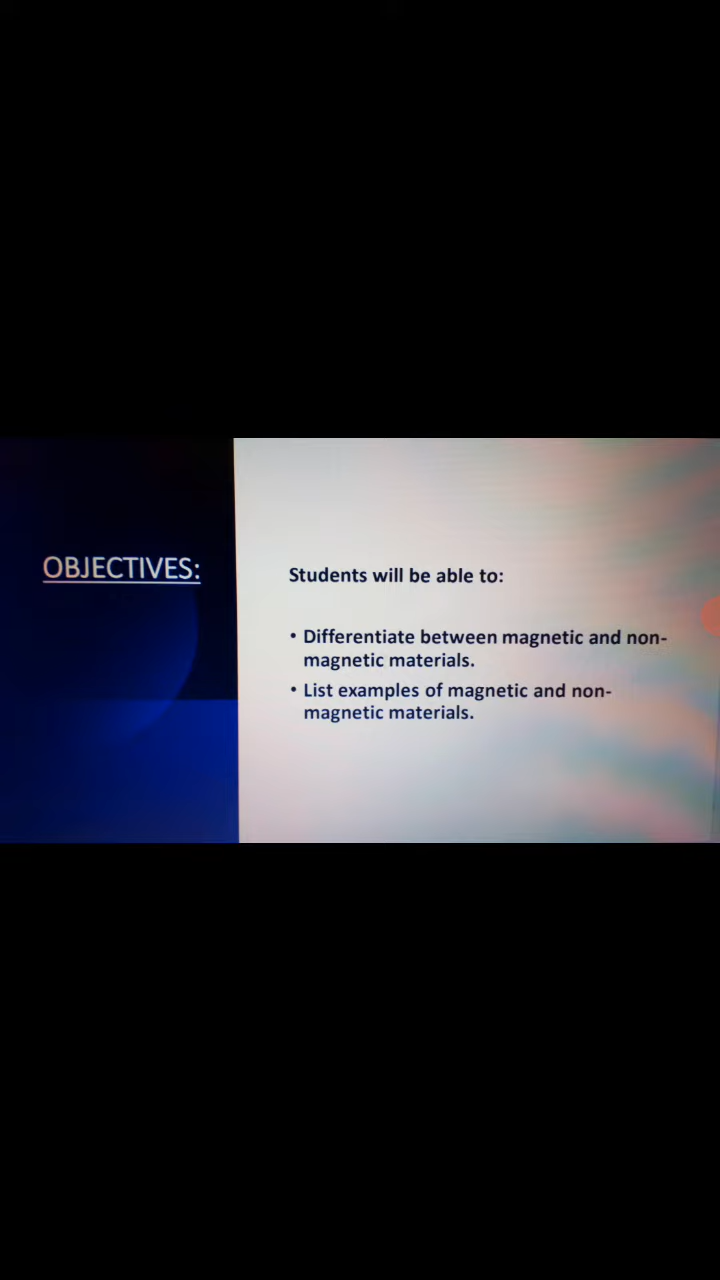 OBJECTIVES:
Students will be able to:
• Differentiate between magnetic and non-
magnetic materials.
• List examples of magnetic and non-
magnetic materials.